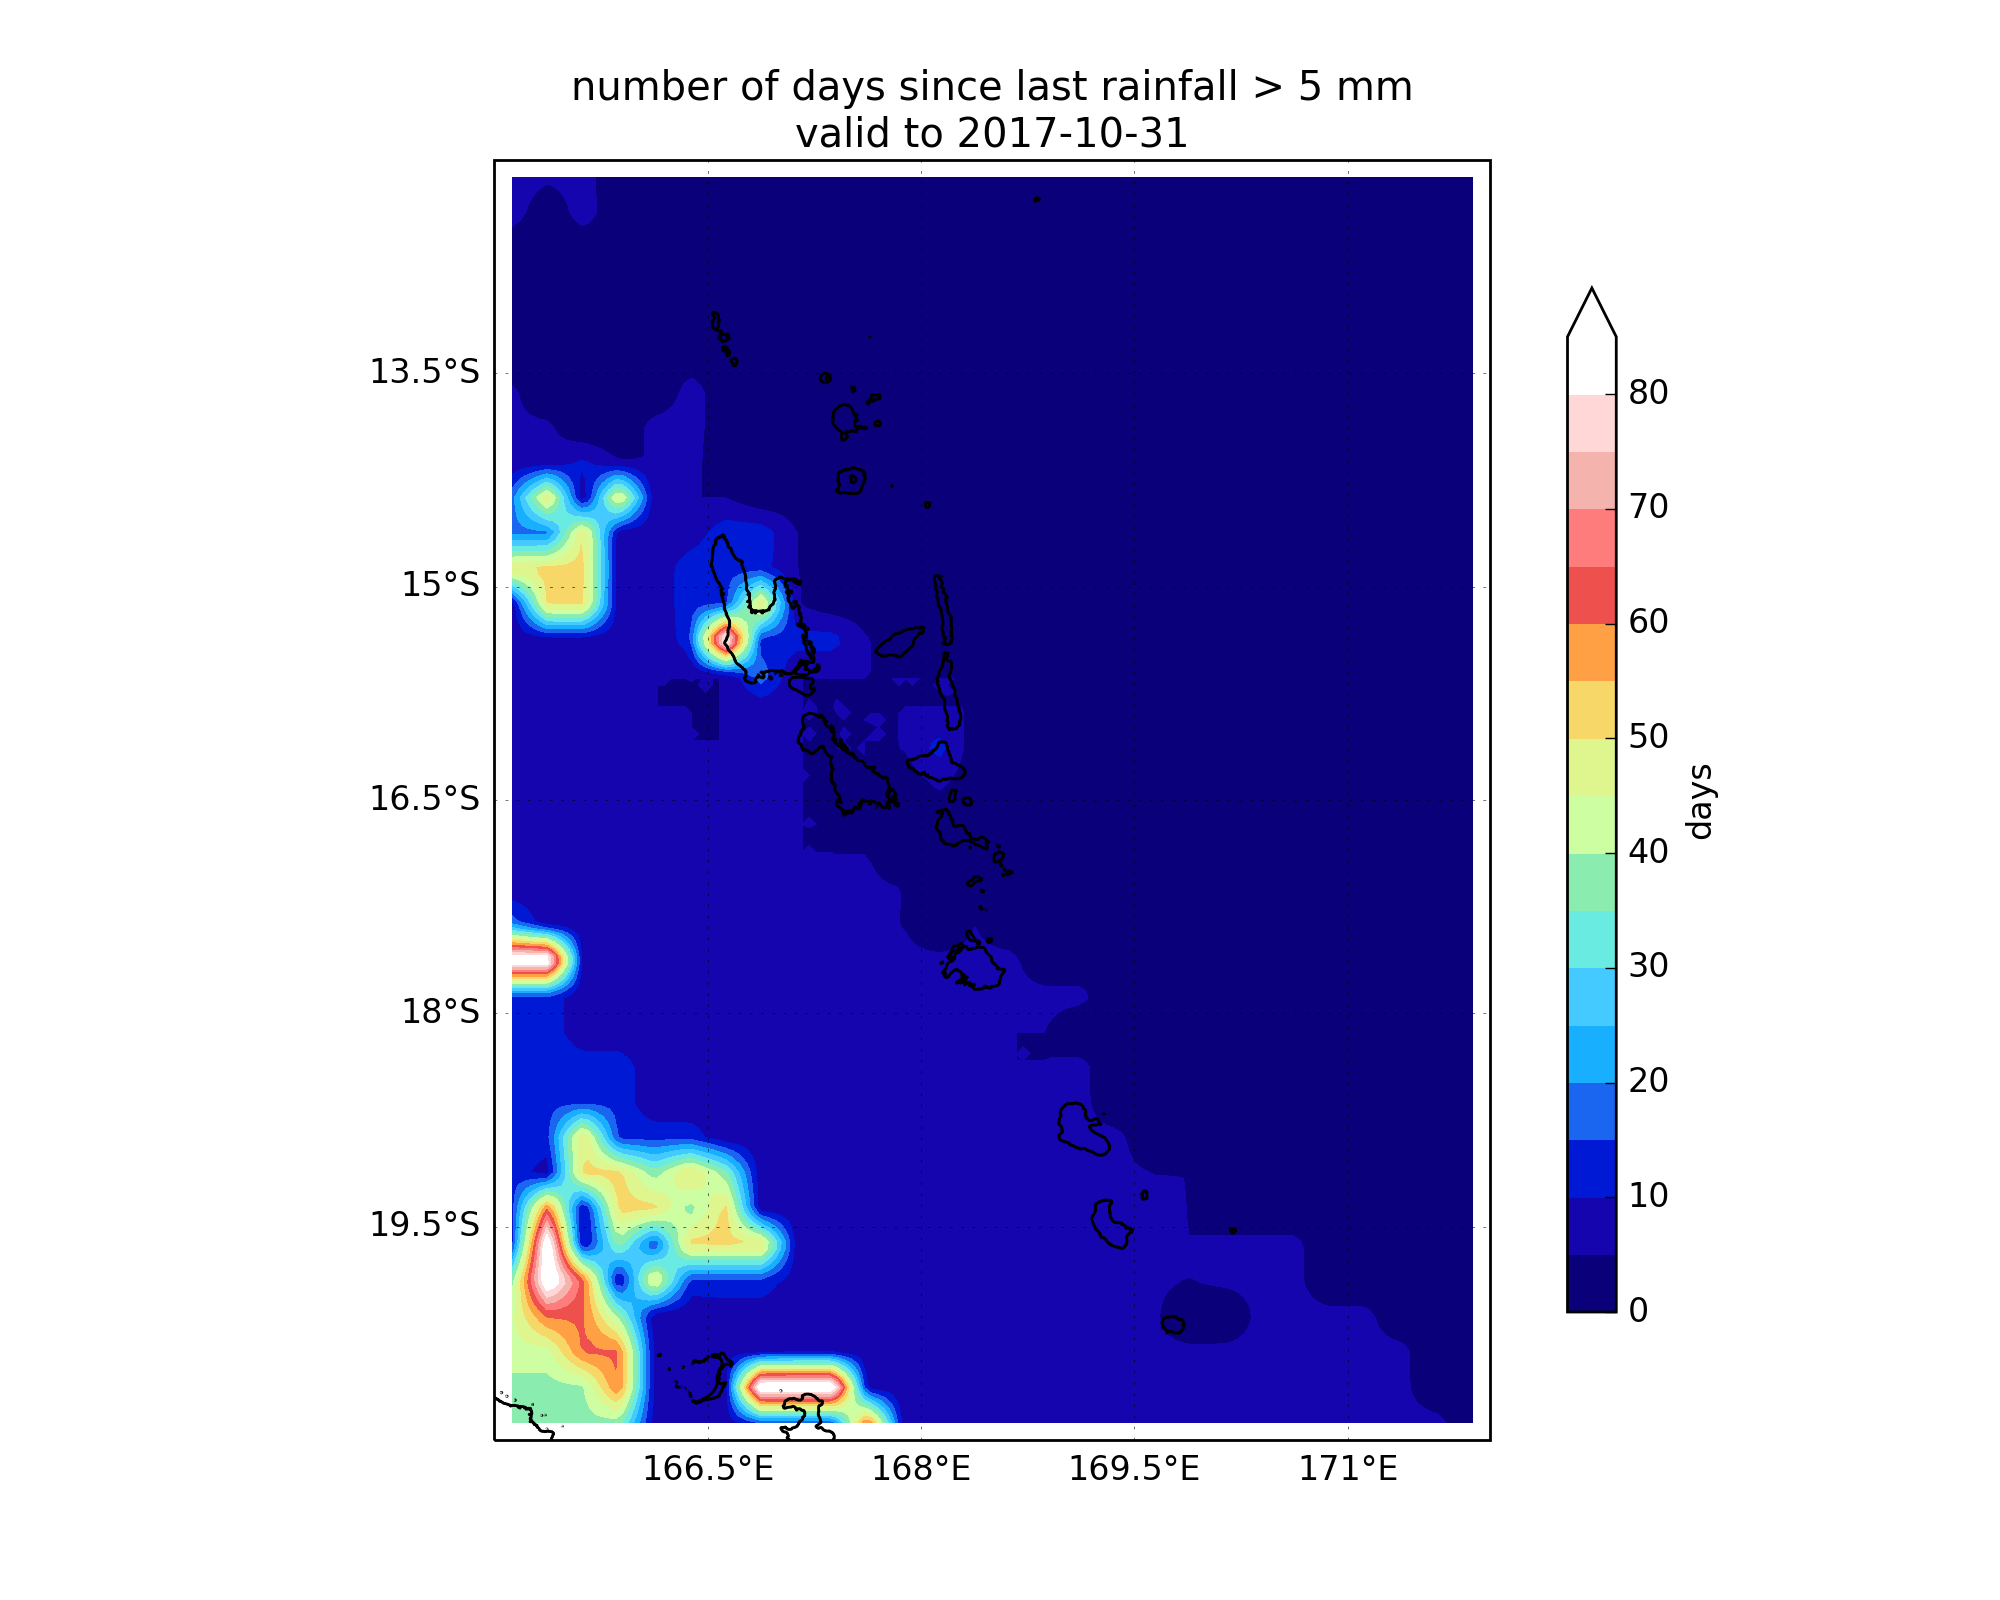 number of days since last rainfall > 5 mm
valid to 2017-10-31
13.5°S
15°S
16.5°S
18°S
19.5°S
166.5°E
168°E
169.5°E
171°E
80
70
60
50
40
30
20
10
0
days